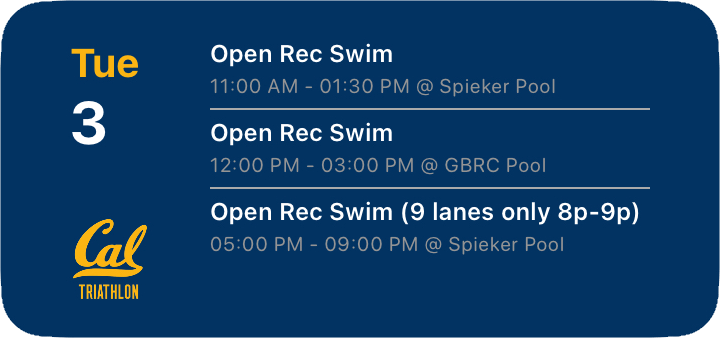 Tue
3
Cal
TRIATHLON
Open Rec Swim
11:00 AM - 01:30 PM @ Spieker Pool
Open Rec Swim
12:00 PM - 03:00 PM @ GBRC Pool
Open Rec Swim (9 lanes only 8p-9p)
05:00 PM - 09:00 PM @ Spieker Pool